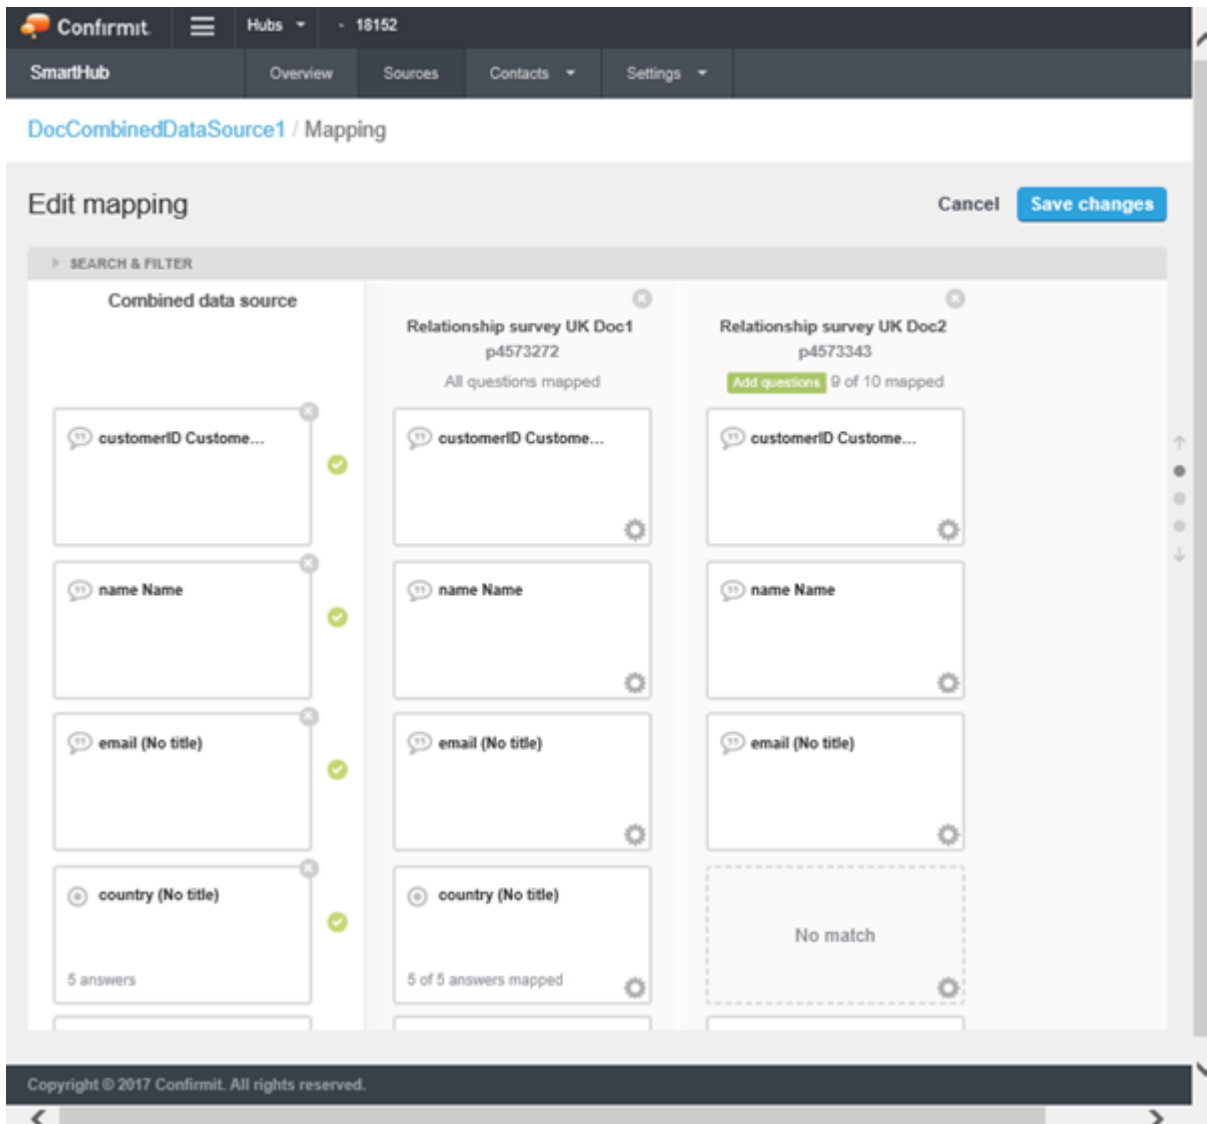 Confirmit Hubs - 18152
SmartHub Overview Sources Contacts Settings
DocCombinedDataSource1 / Mapping
Edit mapping Cancel Save changes
SEARCH & FILTER
Combined data source
Relationship survey UK Doc1 Relationship survey UK Doc2
p4573272 p4573343
All questions mapped Add questions 9 of 10 mapped
customerID Custome... customerID Custome... customerID Custome...
name Name name Name name Name
email (No title) email (No title) email (No title)
country (No title) country (No title)
No match
5 answers 5 of 5 answers mapped
Copyright © 2017 Confirmit. All rights reserved.